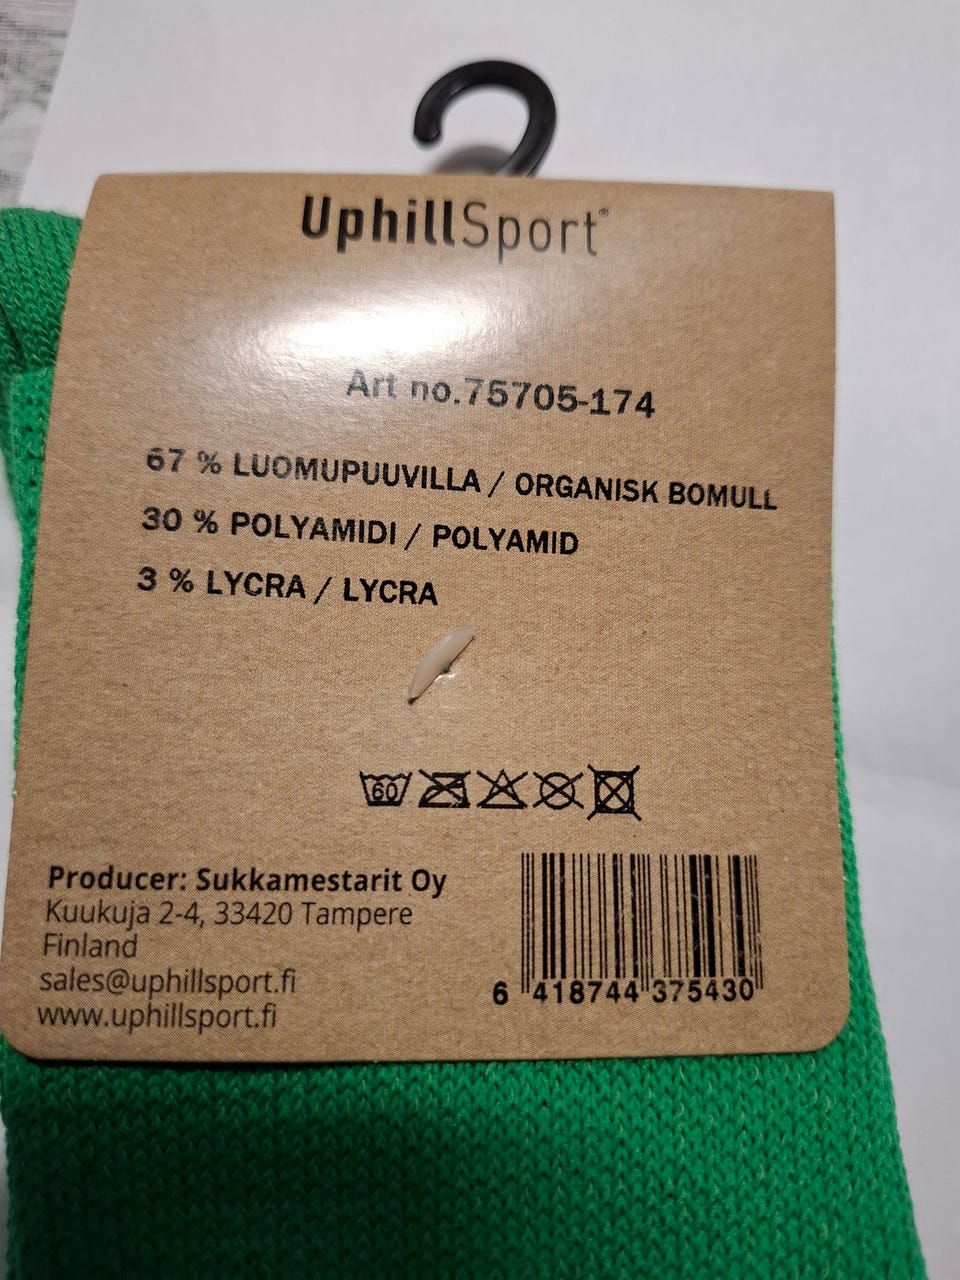 UphillSport®
Art no.75705-174
67 % LUOMUPUUVILLA / ORGANISK BOMULL
30 % POLYAMIDI / POLYAMID
3 % LYCRA / LYCRA
60
Producer: Sukkamestarit Oy
Kuukuja 2-4, 33420 Tampere
Finland
sales@uphillsport.fi
www.uphillsport.fi
6 418744 375430